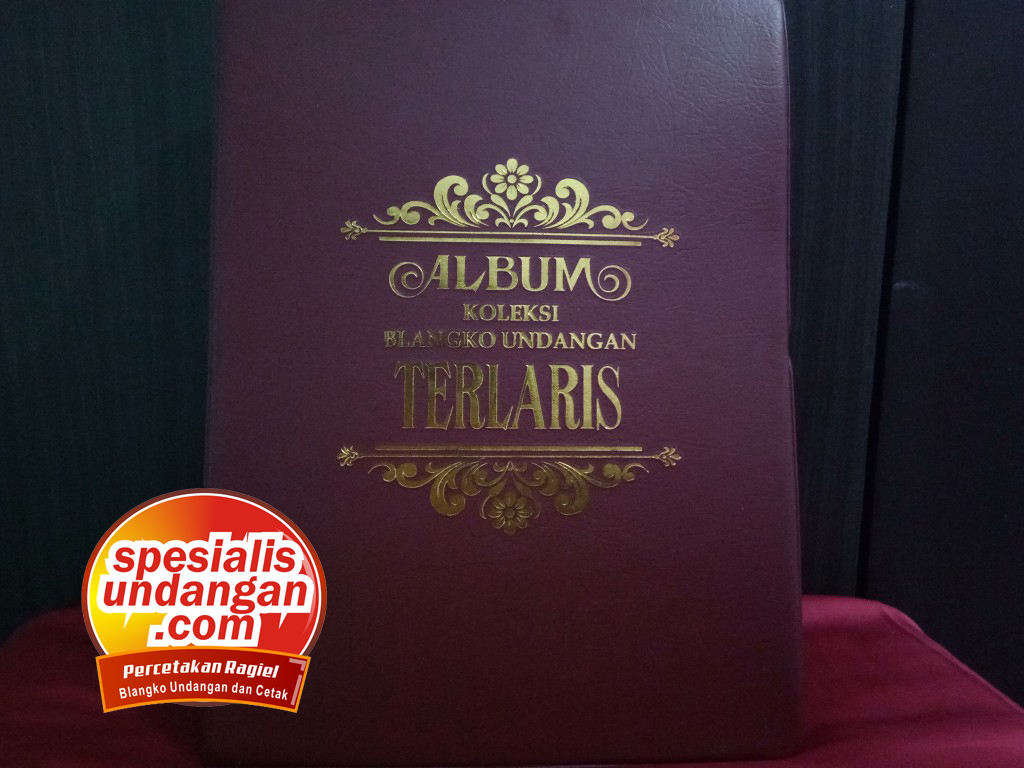 ALBUM
KOLEKSI
BLANGKO UNDANGAN
TERLARIS
spesialis
undangan
.com
Percetakan Ragiel
Blangko Undangan dan Cetak